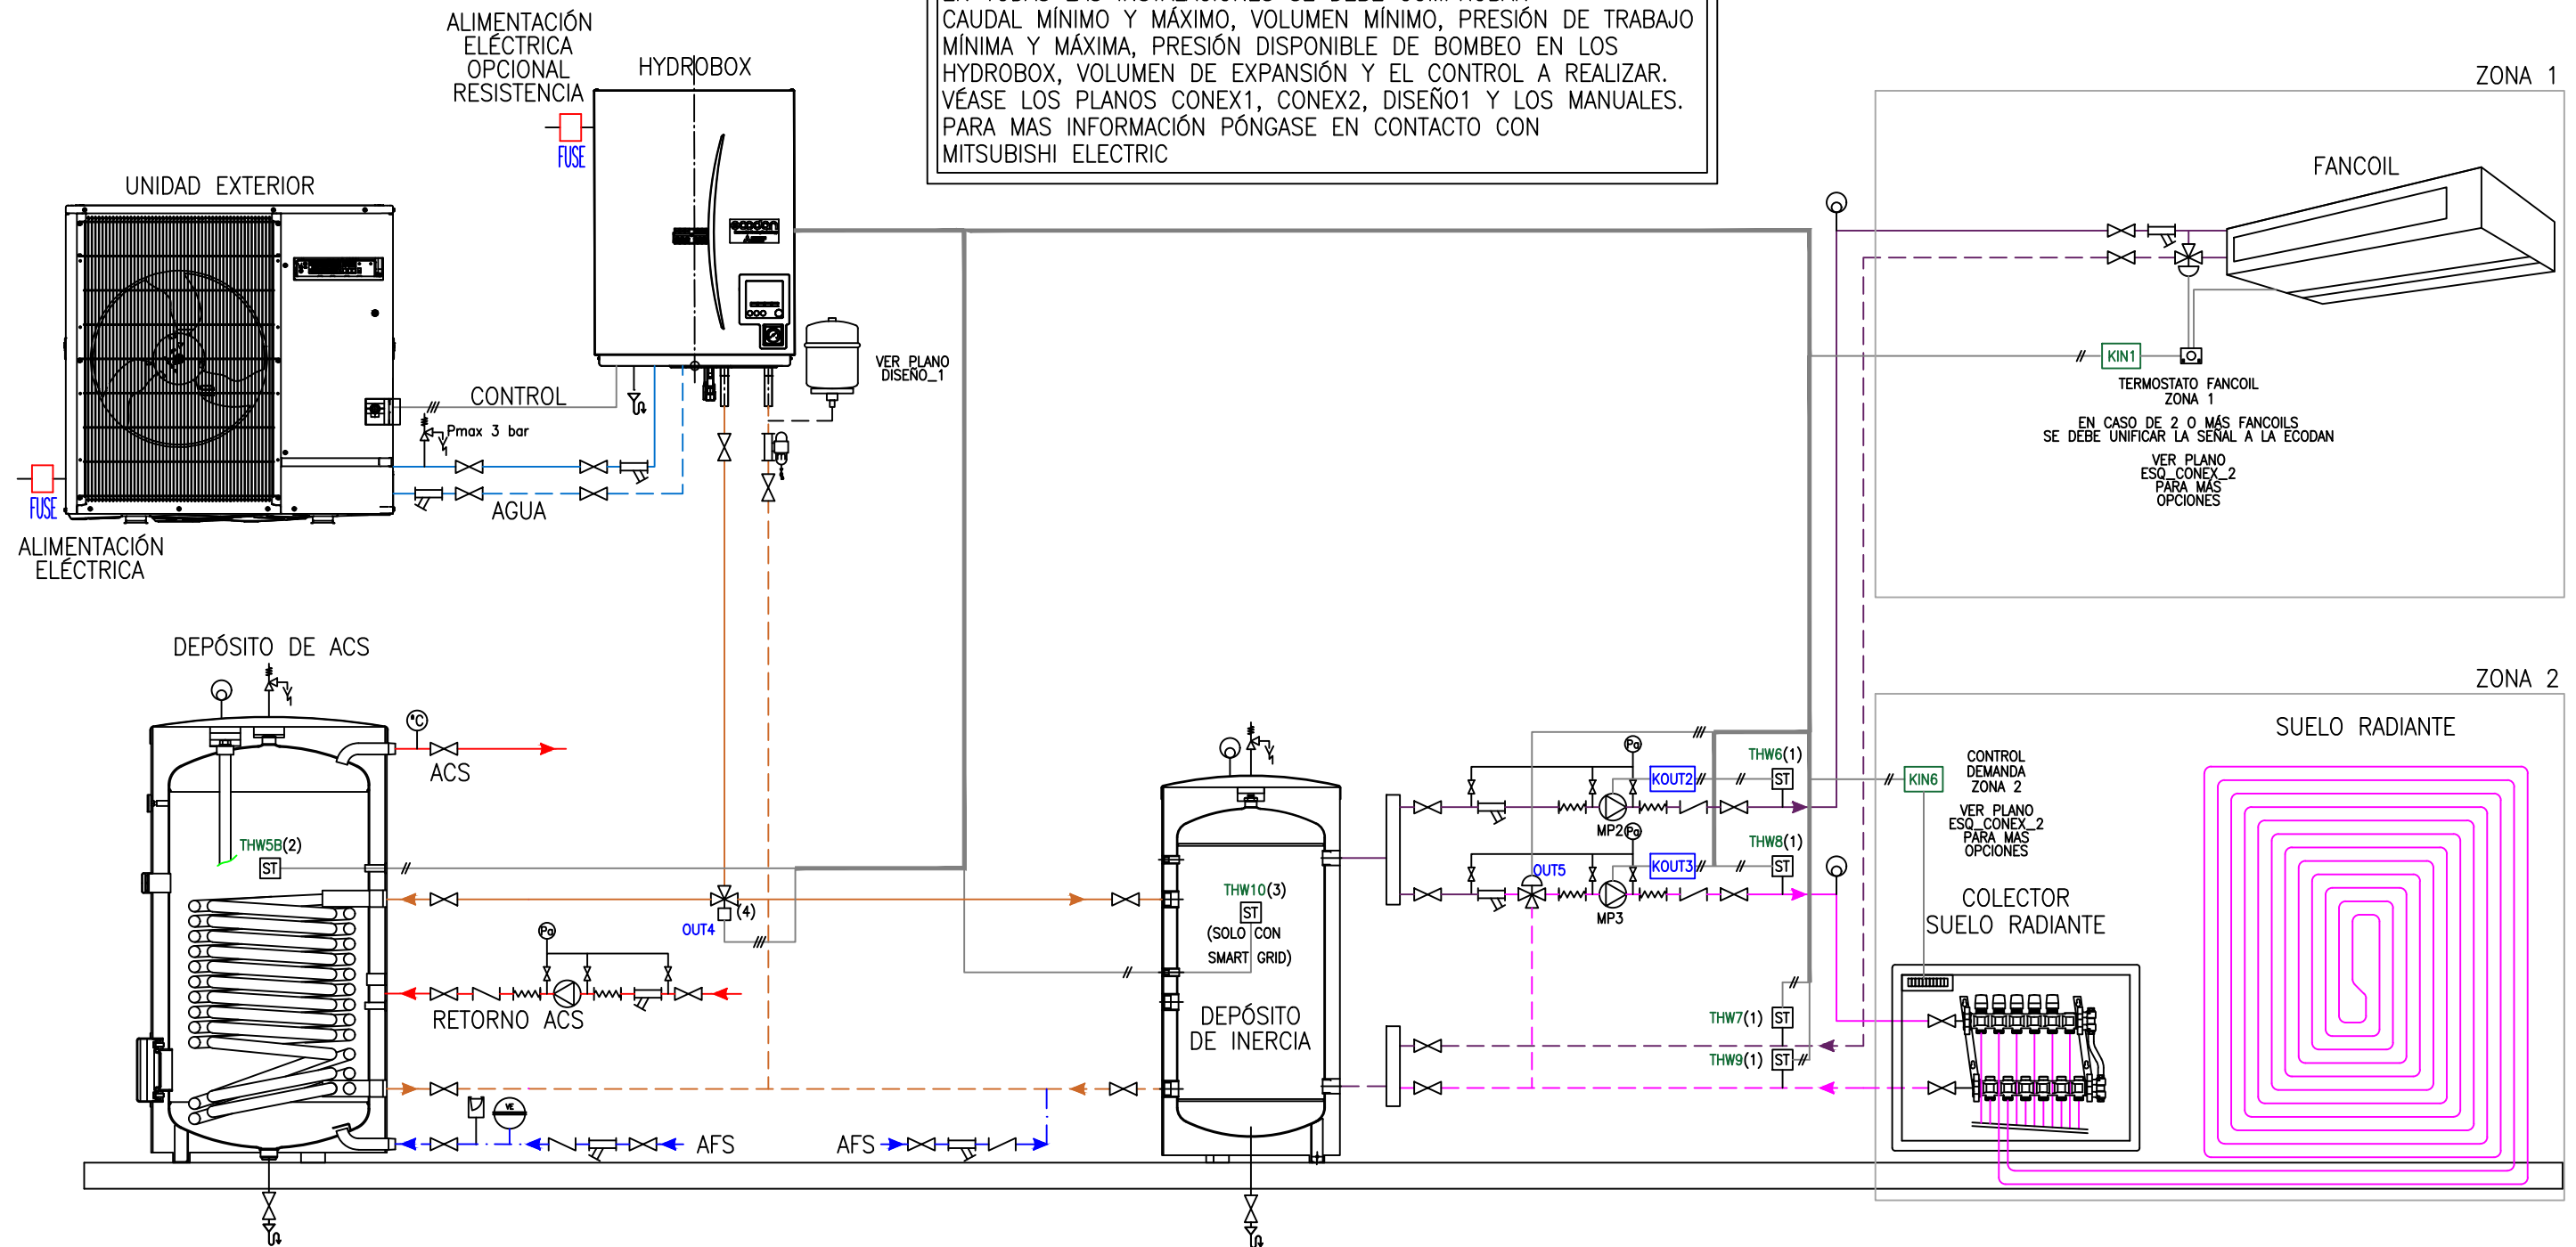 CAUDAL MÍNIMO Y MÁXIMO, VOLUMEN MÍNIMO, PRESIÓN DE TRABAJO
MÍNIMA Y MÁXIMA, PRESIÓN DISPONIBLE DE BOMBEO EN LOS
HYDROBOX, VOLUMEN DE EXPANSIÓN Y EL CONTROL A REALIZAR.
VÉASE LOS PLANOS CONEX1, CONEX2, DISEÑO1 Y LOS MANUALES.
PARA MAS INFORMACIÓN PÓNGASE EN CONTACTO CON
MITSUBISHI ELECTRIC
ALIMENTACIÓN
ELÉCTRICA
OPCIONAL
RESISTENCIA
FUSE
HYDROBOX
ecodan
UNIDAD EXTERIOR
FUSE
ALIMENTACIÓN
ELÉCTRICA
CONTROL
Pmax 3 bar
AGUA
VER PLANO
DISEÑO_1
ZONA 1
FANCOIL
KIN1
TERMOSTATO FANCOIL
ZONA 1
EN CASO DE 2 O MÁS FANCOILS
SE DEBE UNIFICAR LA SEÑAL A LA ECODAN
VER PLANO
ESQ_CONEX_2
PARA MÁS
OPCIONES
DEPÓSITO DE ACS
ºC
ACS
THW5B(2)
ST
OUT4
(4)
Pa
RETORNO ACS
VE
AFS
AFS
THW10(3)
ST
(SOLO CON
SMART GRID)
DEPÓSITO
DE INERCIA
Pa
KOUT2
THW6(1)
ST
MP2
Pa
KOUT3
THW8(1)
ST
OUT5
MP3
THW7(1)
ST
THW9(1)
ST
ZONA 2
SUELO RADIANTE
KIN6
CONTROL
DEMANDA
ZONA 2
VER PLANO
ESQ_CONEX_2
PARA MAS
OPCIONES
COLECTOR
SUELO RADIANTE